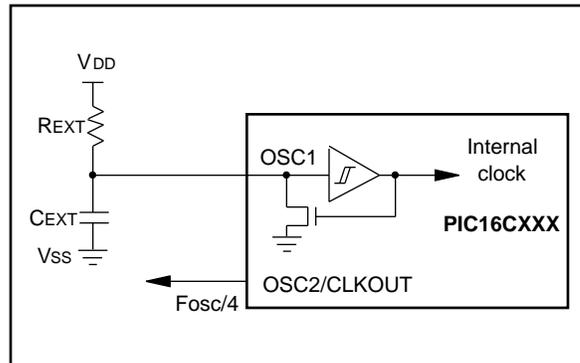 VDD
REXT
CEXT
VSS
OSC1
Internal
clock
PIC16CXXX
OSC2/CLKOUT
Fosc/4